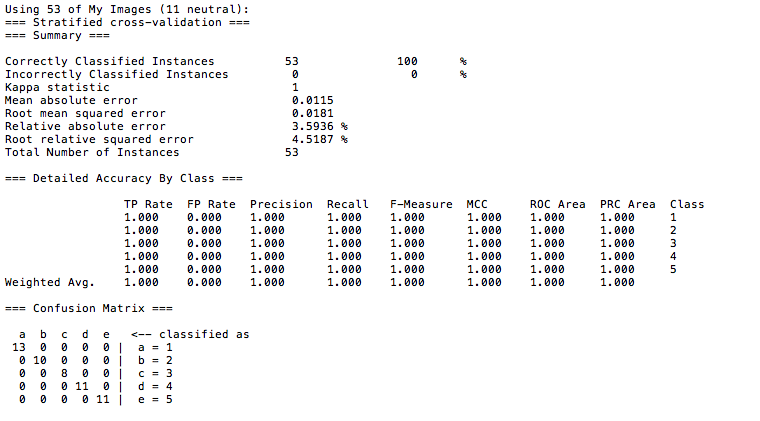 Using 53 of My Images (11 neutral):
=== Stratified cross-validation ===
=== Summary ===
Correctly Classified Instances 53 100 %
Incorrectly Classified Instances 0 0 %
Kappa statistic 1
Mean absolute error 0.0115
Root mean squared error 0.0181
Relative absolute error 3.5936 %
Root relative squared error 4.5187 %
Total Number of Instances 53
=== Detailed Accuracy By Class ===
TP Rate FP Rate Precision Recall F-Measure MCC ROC Area PRC Area Class
1.000 0.000 1.000 1.000 1.000 1.000 1.000 1.000 1
1.000 0.000 1.000 1.000 1.000 1.000 1.000 1.000 2
1.000 0.000 1.000 1.000 1.000 1.000 1.000 1.000 3
1.000 0.000 1.000 1.000 1.000 1.000 1.000 1.000 4
1.000 0.000 1.000 1.000 1.000 1.000 1.000 1.000 5
Weighted Avg. 1.000 0.000 1.000 1.000 1.000 1.000 1.000 1.000
=== Confusion Matrix ===
a b c d e <-- classified as
13 0 0 0 0 | a = 1
0 10 0 0 0 | b = 2
0 0 8 0 0 | c = 3
0 0 0 11 0 | d = 4
0 0 0 0 11 | e = 5